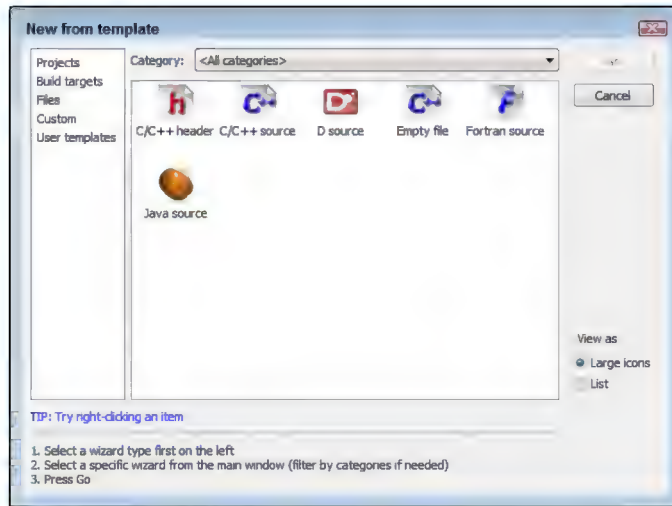 New from template
Projects
Build targets
Files
Custom
User templates
Category: <All categories>
Cancel
C/C++ header C/C++ source D source Empty file Fortran source
Java source
View as
Large icons
List
TIP: Try right-clicking an item
1. Select a wizard type first on the left
2. Select a specific wizard from the main window (filter by categories if needed)
3. Press Go